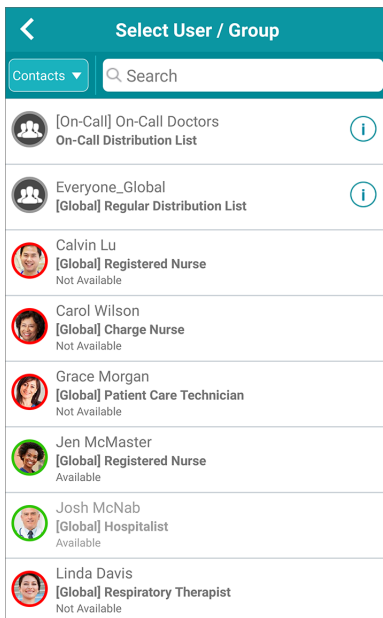 Select User / Group
Contacts ▼
Search
[On-Call] On-Call Doctors
On-Call Distribution List
i
Everyone_Global
[Global] Regular Distribution List
i
Calvin Lu
[Global] Registered Nurse
Not Available
Carol Wilson
[Global] Charge Nurse
Not Available
Grace Morgan
[Global] Patient Care Technician
Not Available
Jen McMaster
[Global] Registered Nurse
Available
Josh McNab
[Global] Hospitalist
Available
Linda Davis
[Global] Respiratory Therapist
Not Available